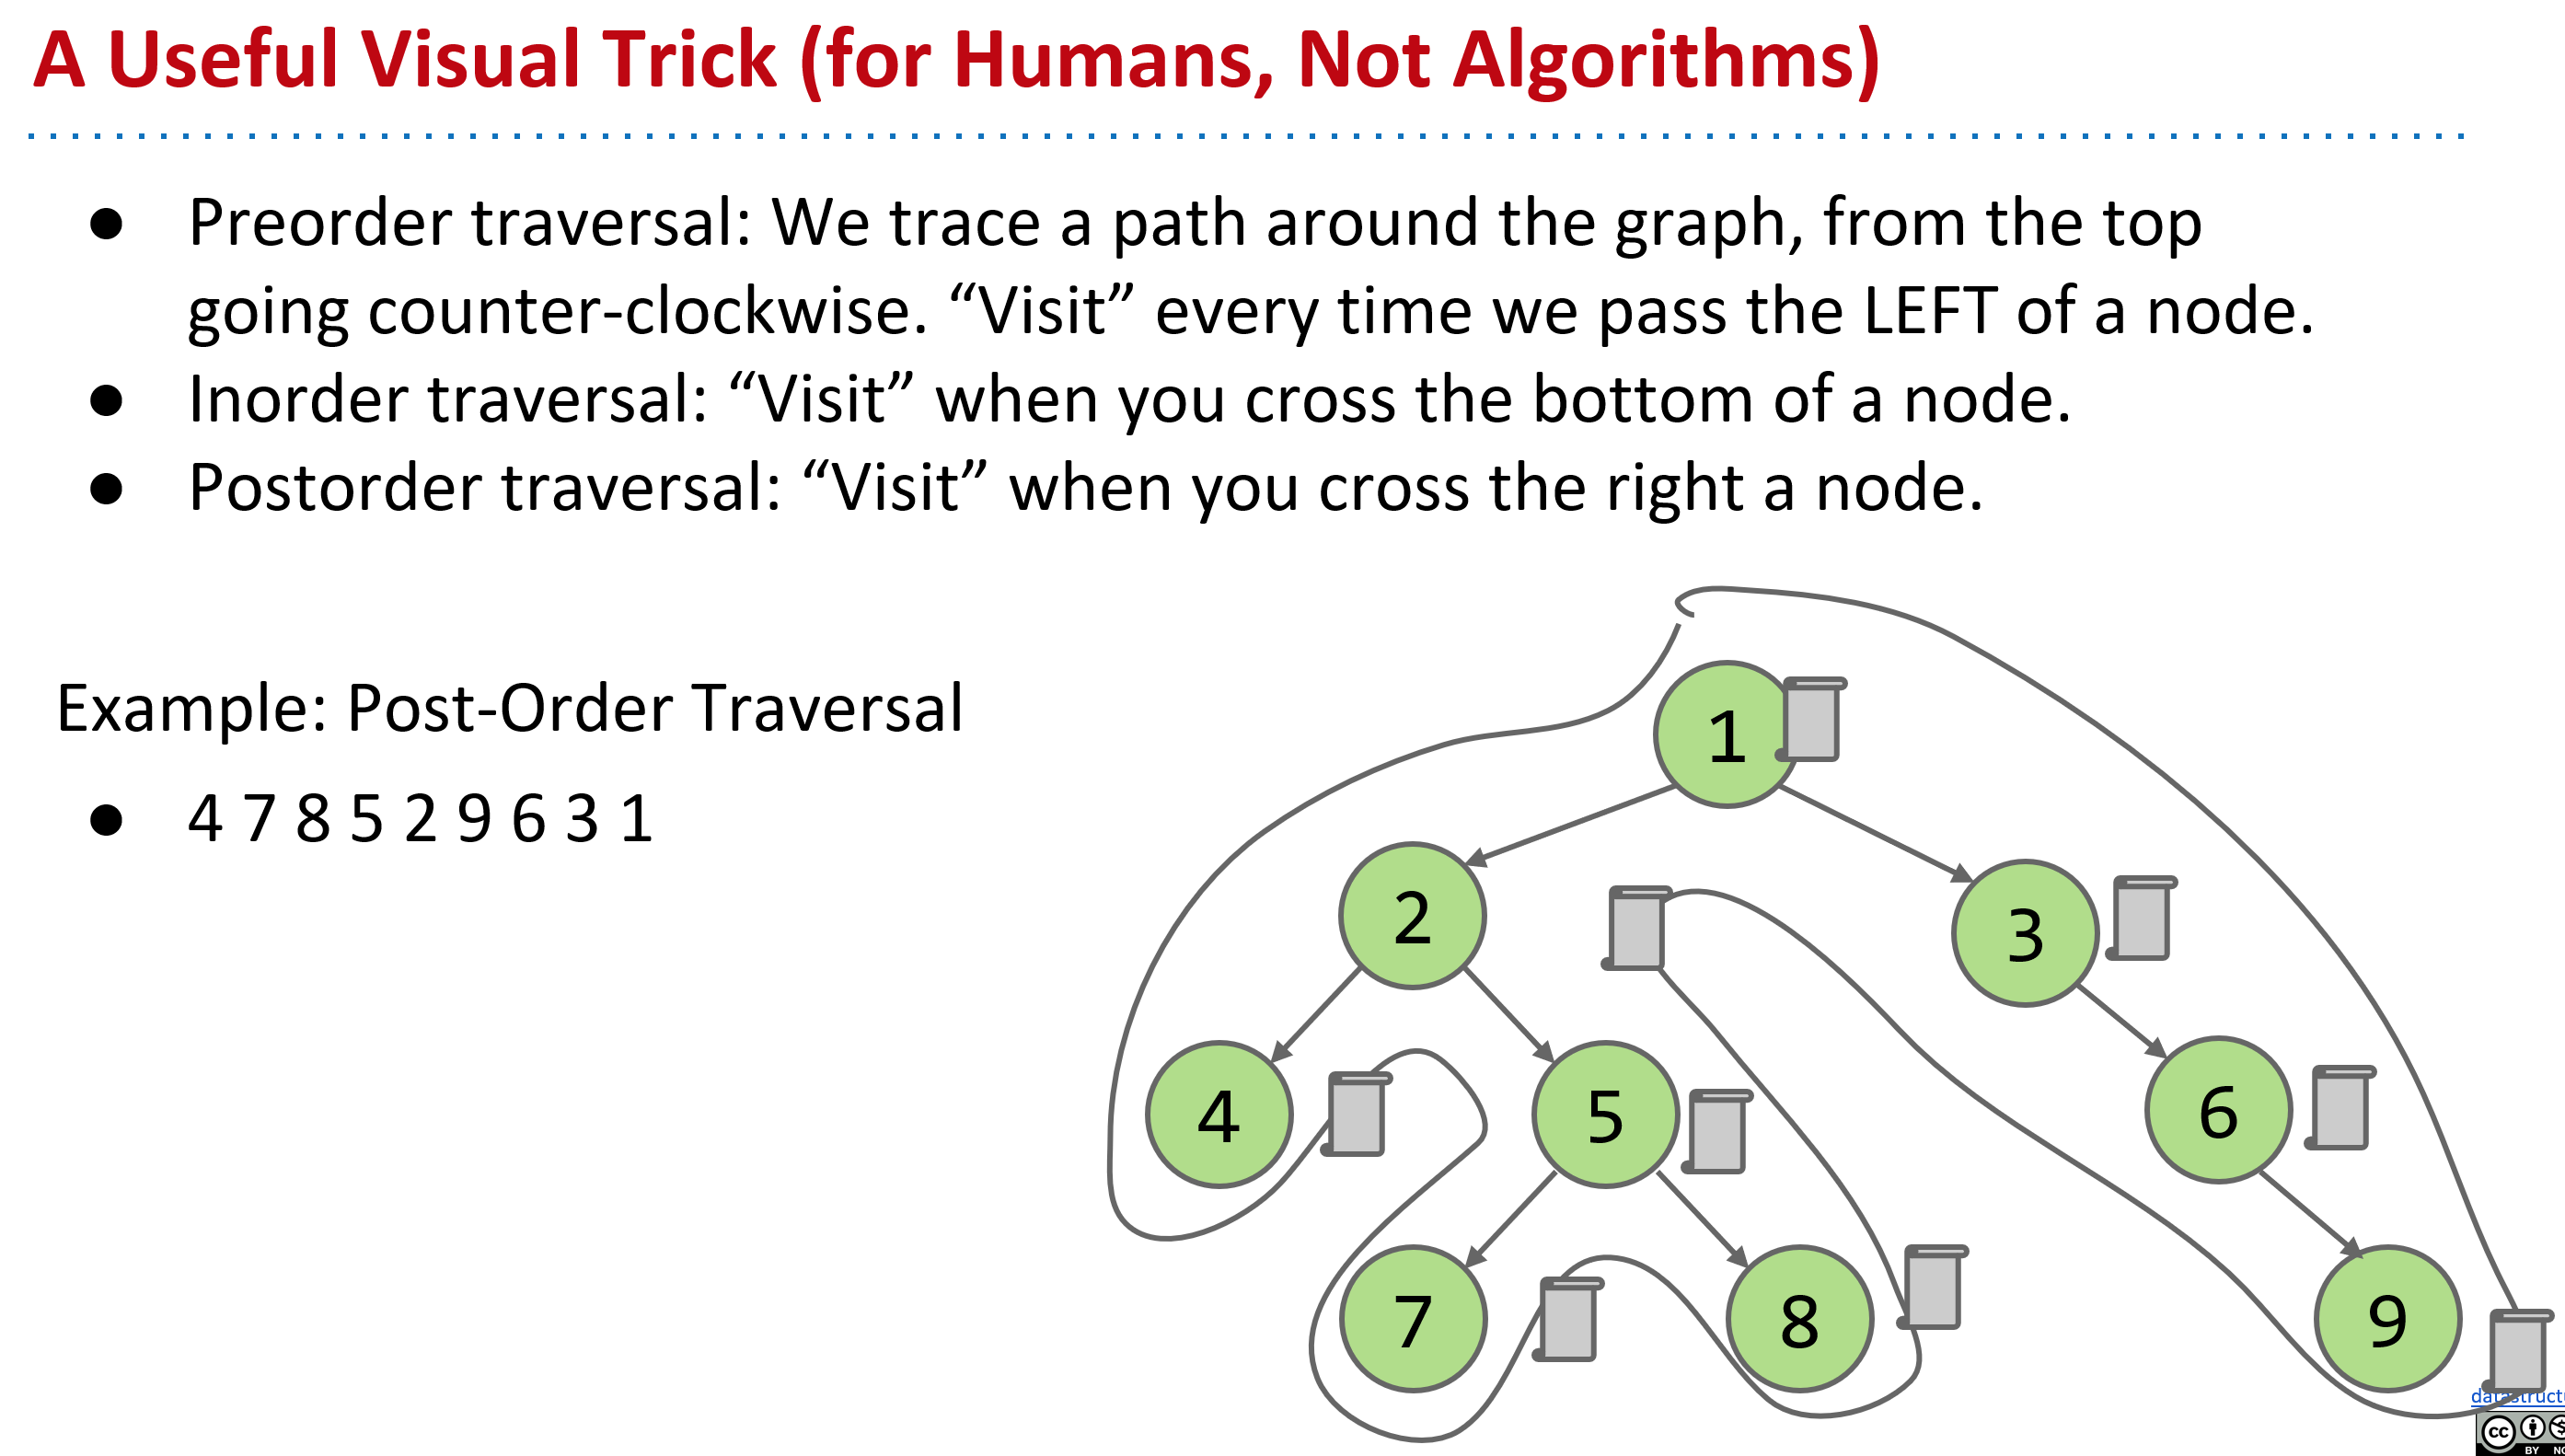 A Useful Visual Trick (for Humans, Not Algorithms)
● Preorder traversal: We trace a path around the graph, from the top
going counter-clockwise. “Visit” every time we pass the LEFT of a node.
● Inorder traversal: “Visit” when you cross the bottom of a node.
● Postorder traversal: “Visit” when you cross the right a node.
Example: Post-Order Traversal
● 4 7 8 5 2 9 6 3 1
1
2
3
4
5
6
7
8
9
cc
BY